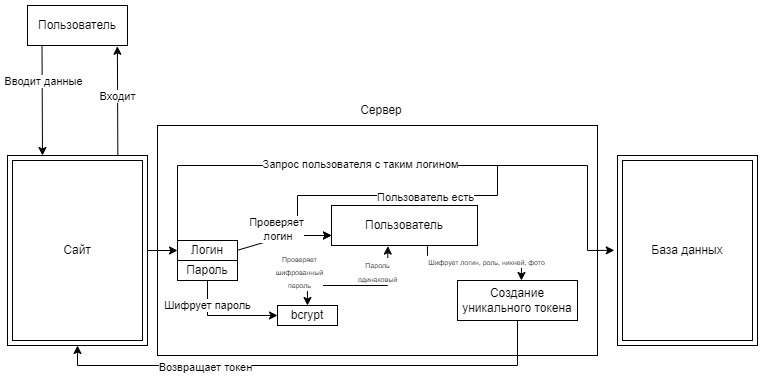 Пользователь
Вводит данные
Входит
Сервер
Запрос пользователя с таким логином
Пользователь есть
Проверяет
логин
Пользователь
Сайт
Логин
Пароль
База данных
Проверяет
шифрованный
пароль
Пароль
одинаковый
Шифрует логин, роль, никней, фото
Шифрует пароль
bcrypt
Создание
уникального токена
Возвращает токен